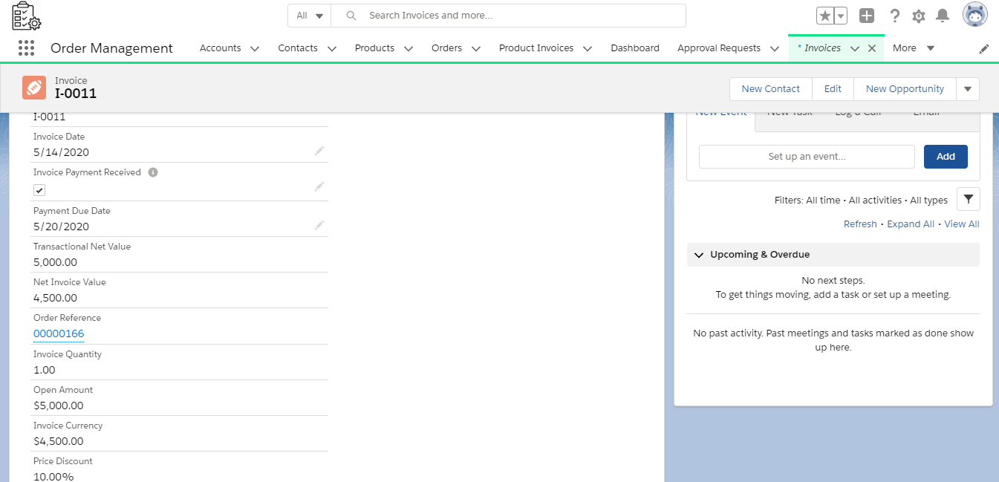 All
Search Invoices and more...
Order Management
Accounts
Contacts
Products
Orders
Product Invoices
Dashboard
Approval Requests
* Invoices
More
Invoice
I-0011
New Contact
Edit
New Opportunity
I-0011
Invoice Date
5/14/2020
Invoice Payment Received
Payment Due Date
5/20/2020
Transactional Net Value
5,000.00
Net Invoice Value
4,500.00
Order Reference
00000166
Invoice Quantity
1.00
Open Amount
$5,000.00
Invoice Currency
$4,500.00
Price Discount
10.00%
New Event
New Task
Log a Call
Email
Set up an event...
Add
Filters: All time • All activities • All types
Refresh • Expand All • View All
Upcoming & Overdue
No next steps.
To get things moving, add a task or set up a meeting.
No past activity. Past meetings and tasks marked as done show
up here.